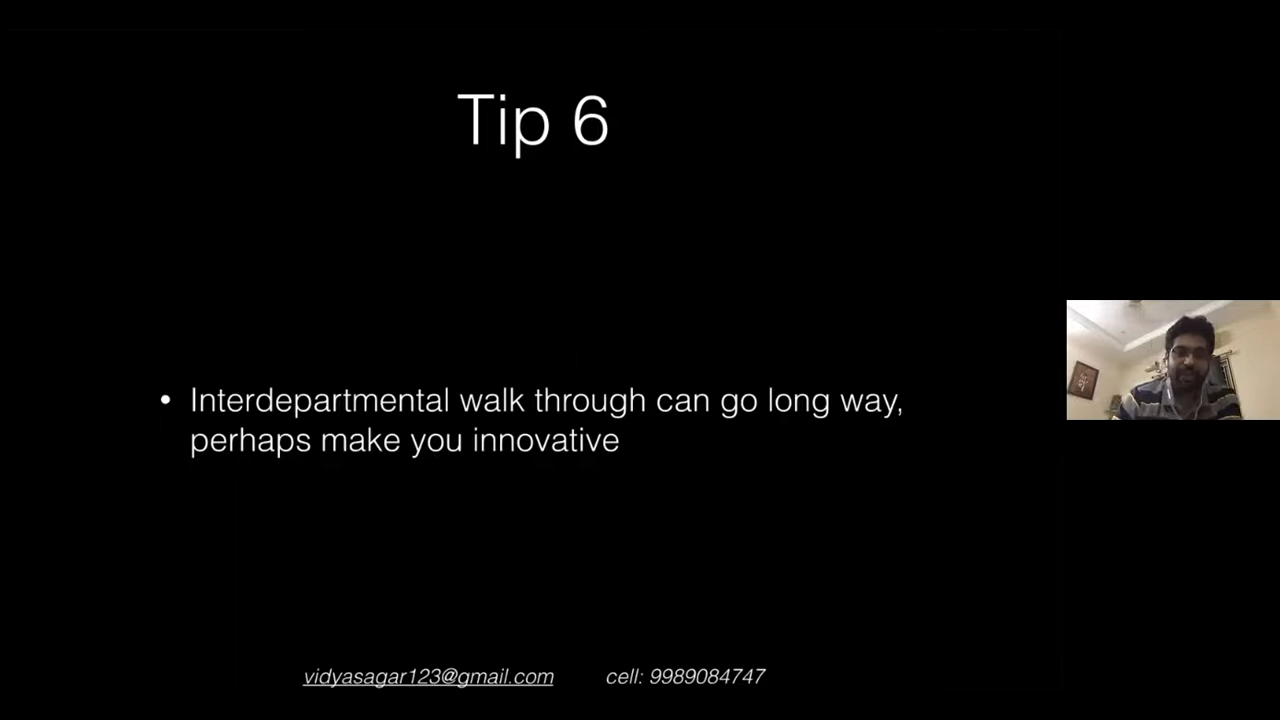 Tip 6
• Interdepartmental walk through can go long way,
perhaps make you innovative
vidyasagar123@gmail.com cell: 9989084747